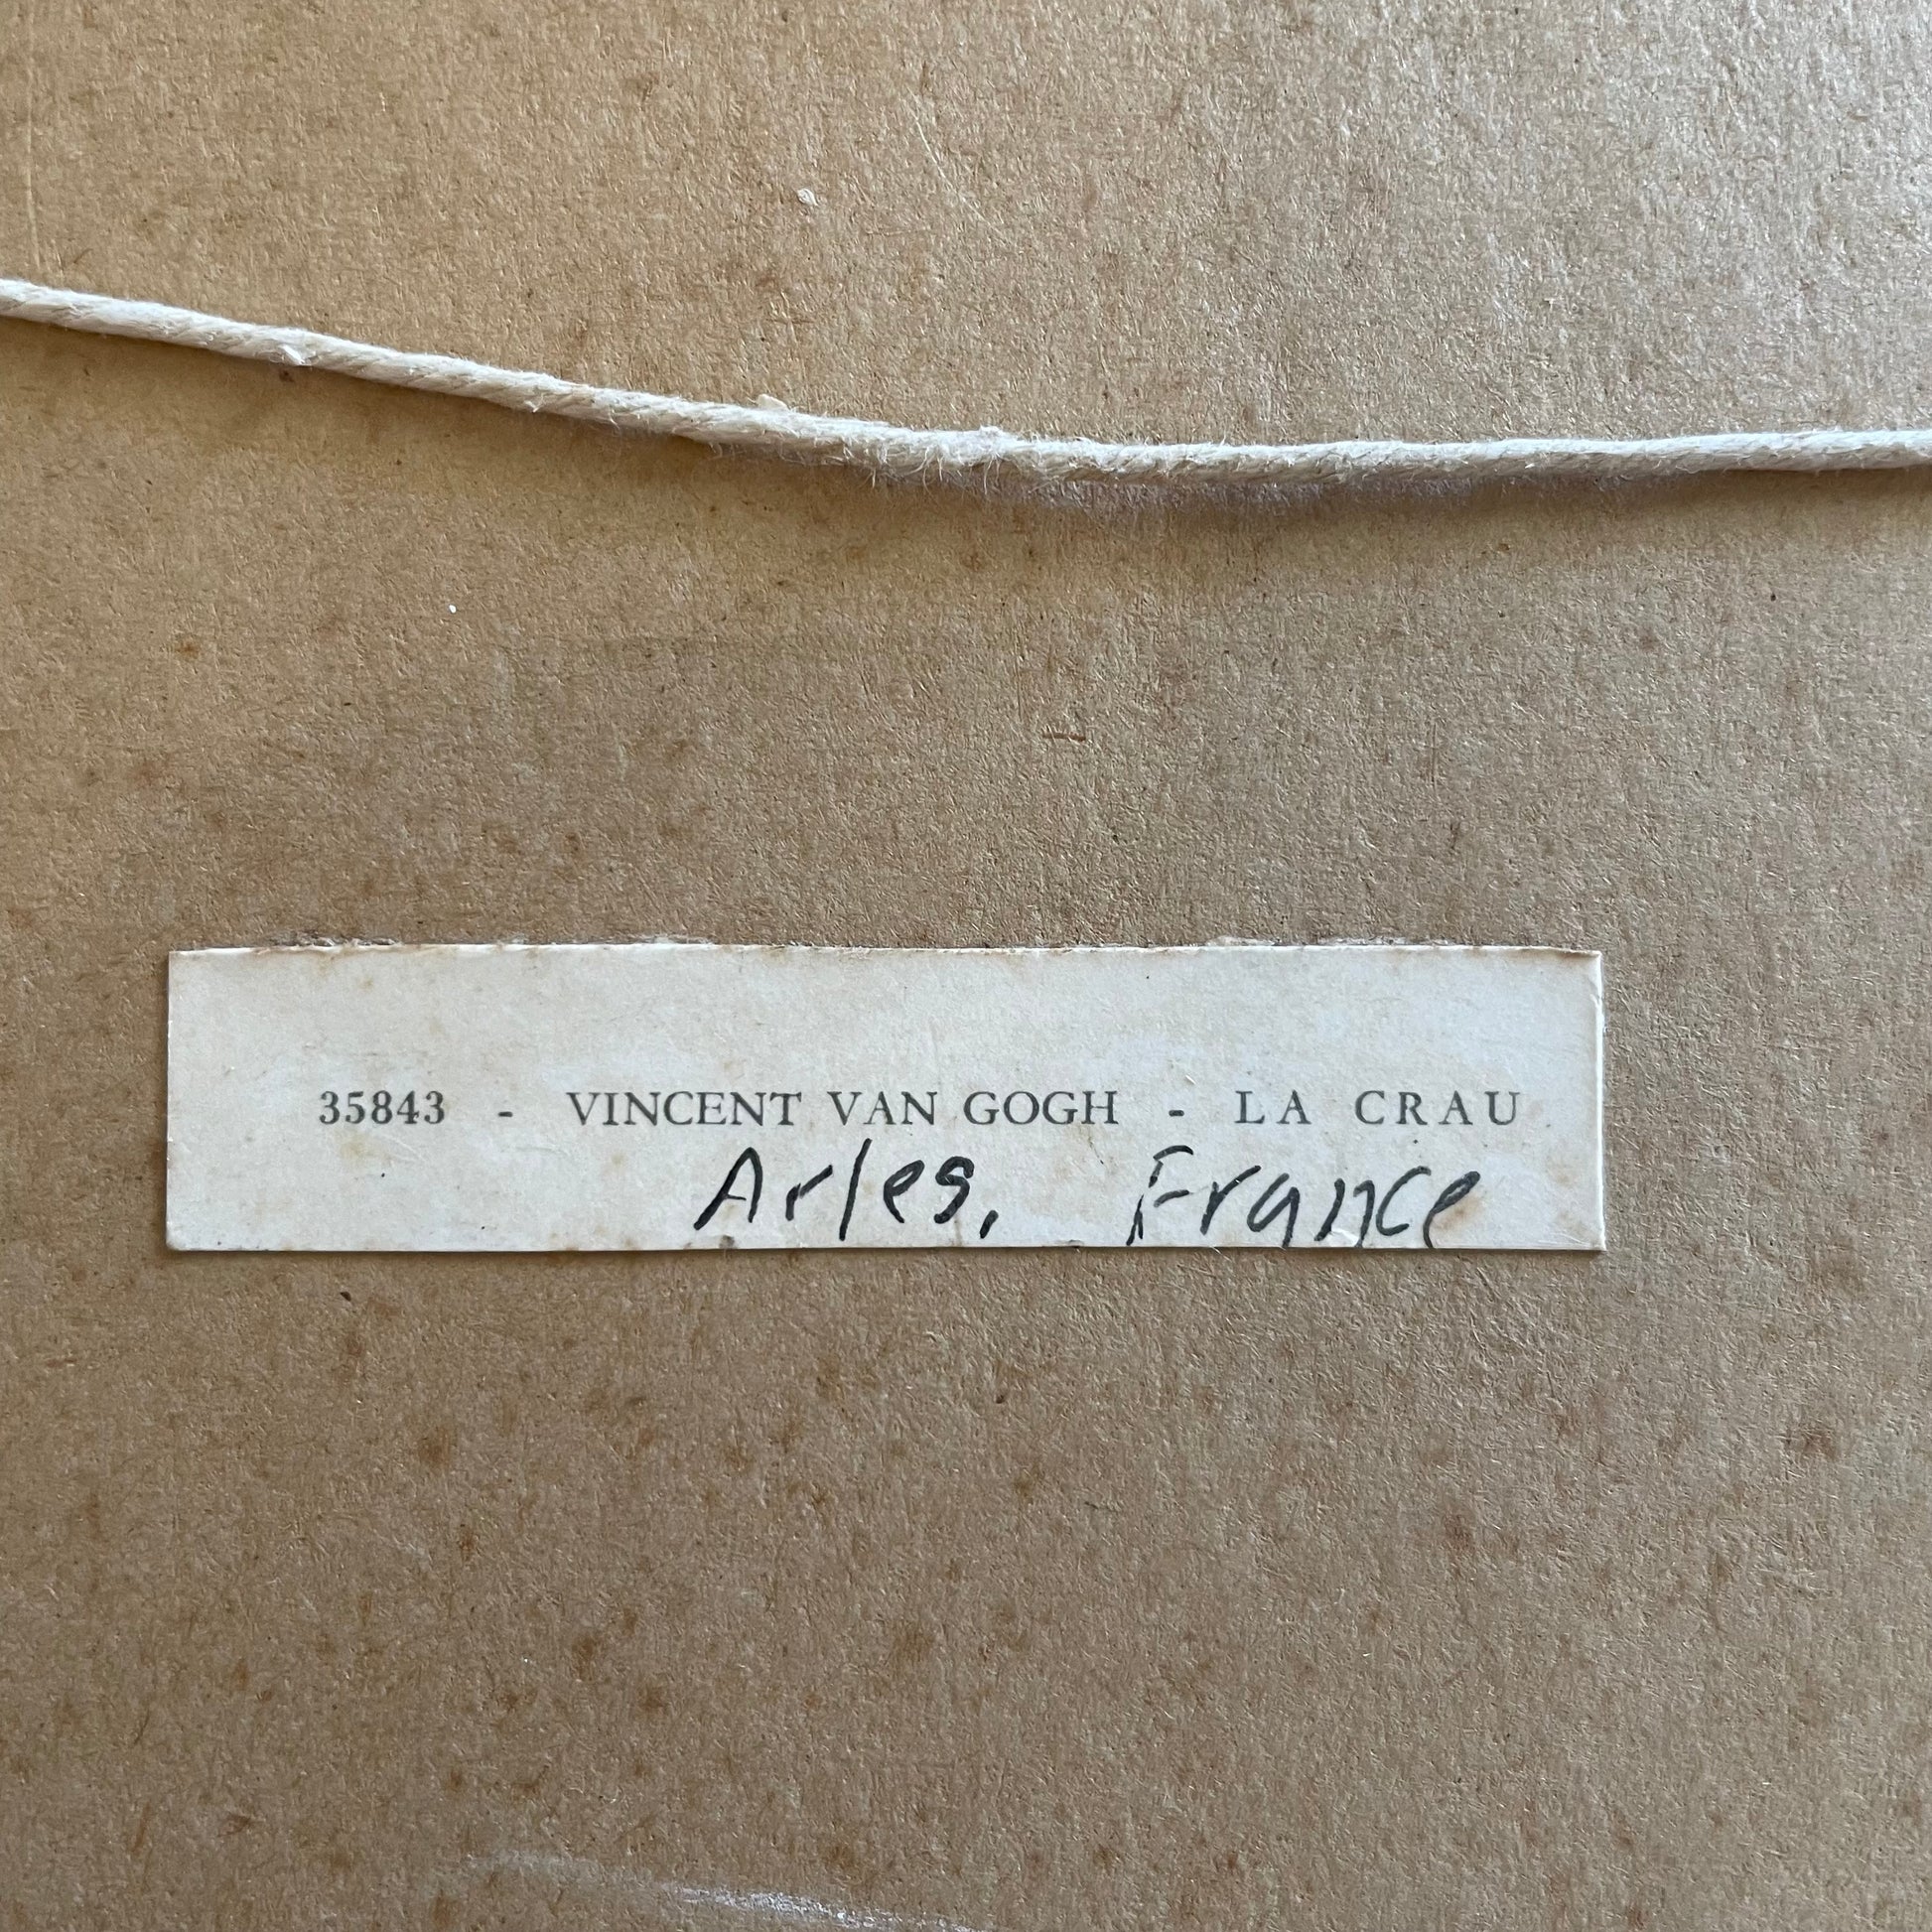 35843 - VINCENT VAN GOGH - LA CRAU
Arles, France